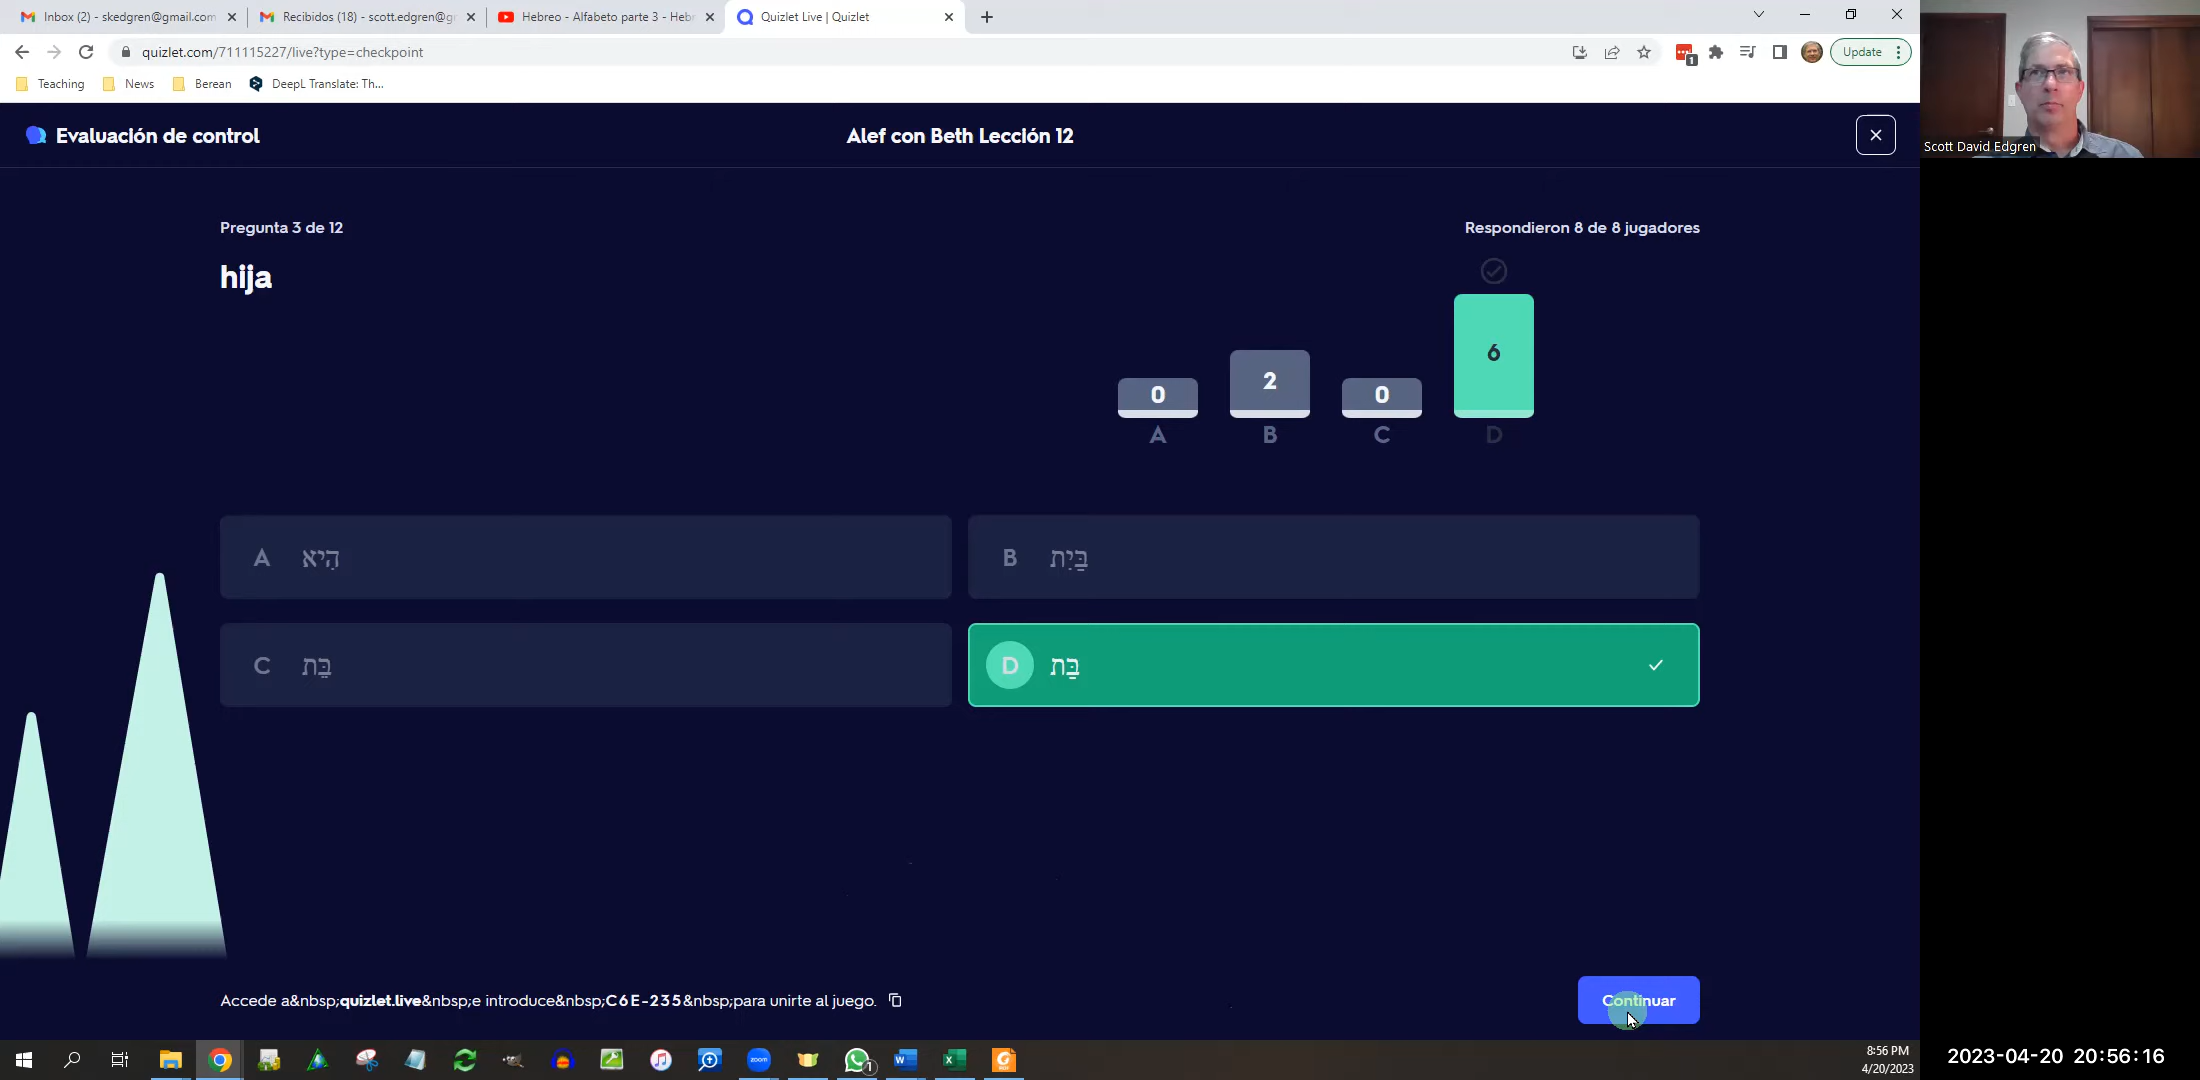 Inbox (2) - skedgren@gmail.com
Recibidos (18) - scott.edgren@g
Hebreo - Alfabeto parte 3 - Heb
Quizlet Live | Quizlet
quizlet.com/711115227/live?type=checkpoint
1
Update
Teaching
News
Berean
DeepL Translate: Th...
Scott David Edgren
Evaluación de control
Alef con Beth Lección 12
Pregunta 3 de 12
Respondieron 8 de 8 jugadores
hija
0
2
0
6
A
B
C
D
A הִיא
B בַּיִת
C בֵּת
D בַּת
Accede a&nbsp;quizlet.live&nbsp;e introduce&nbsp;C6E-235&nbsp;para unirte al juego.
Continuar
zoom
1
8:56 PM
4/20/2023
2023-04-20 20:56:16